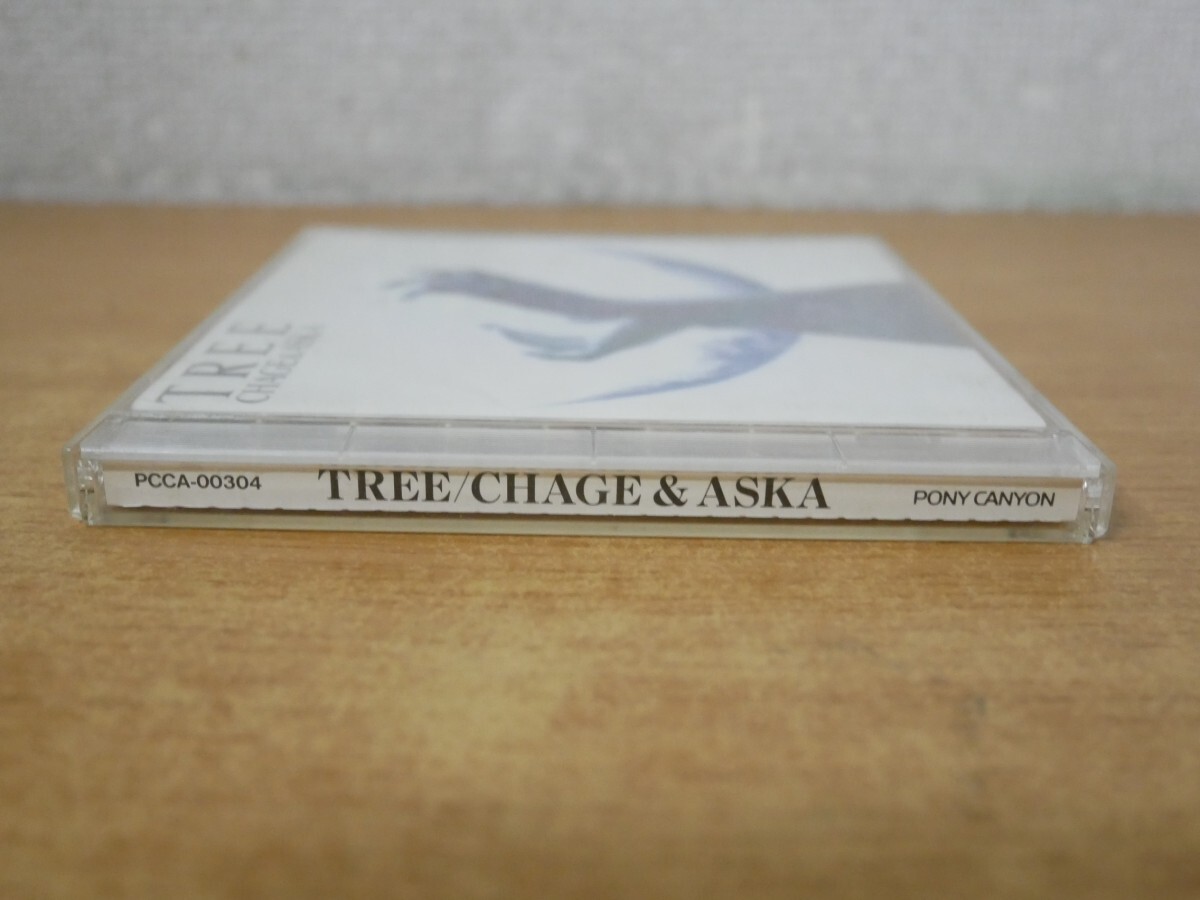 TREE
CHAGE & ASKA
PCCA-00304 TREE/CHAGE & ASKA PONY CANYON